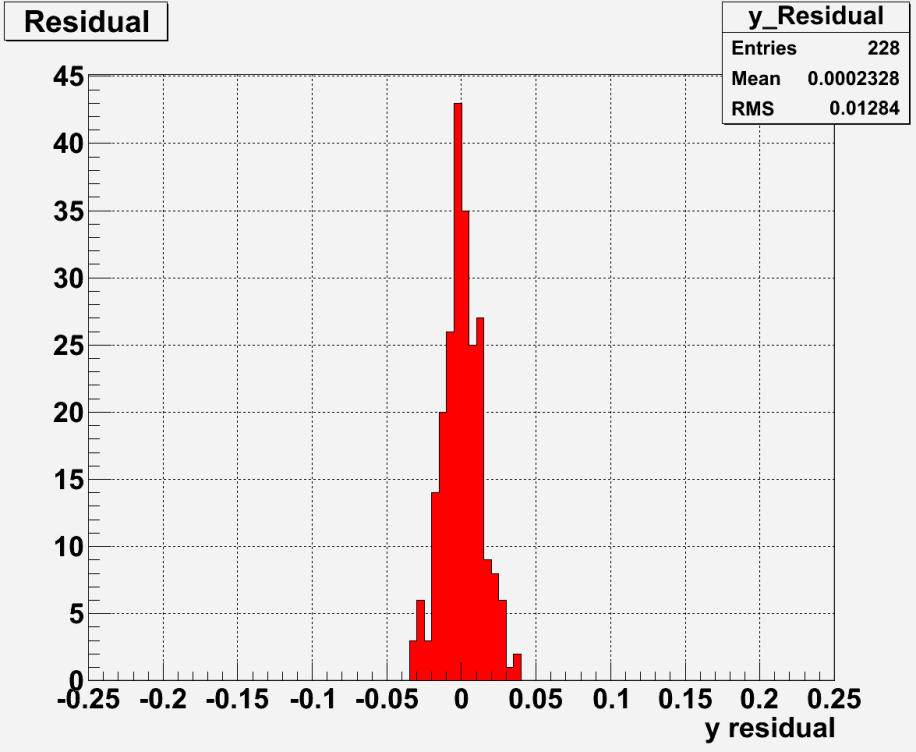 Residual
y_Residual
Entries 228
Mean 0.0002328
RMS 0.01284
45
40
35
30
25
20
15
10
5
0
-0.25 -0.2 -0.15 -0.1 -0.05 0 0.05 0.1 0.15 0.2 0.25
y residual